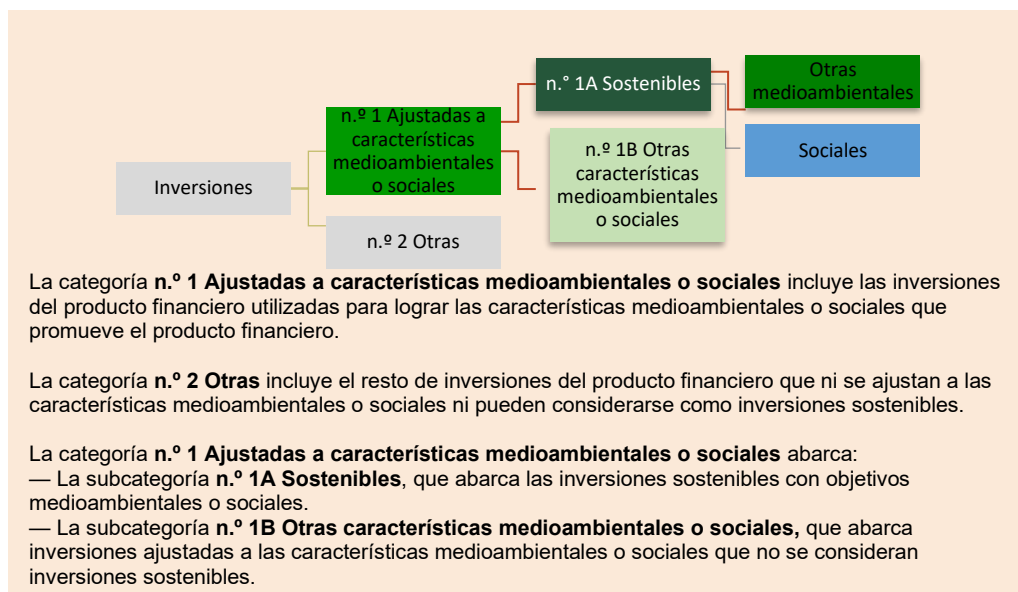 Inversiones
n.º 1 Ajustadas a
características
medioambientales
o sociales
n.º 2 Otras
n.° 1A Sostenibles
n.º 1B Otras
características
medioambientales
o sociales
Otras
medioambientales
Sociales
La categoría n.º 1 Ajustadas a características medioambientales o sociales incluye las inversiones
del producto financiero utilizadas para lograr las características medioambientales o sociales que
promueve el producto financiero.
La categoría n.º 2 Otras incluye el resto de inversiones del producto financiero que ni se ajustan a las
características medioambientales o sociales ni pueden considerarse como inversiones sostenibles.
La categoría n.º 1 Ajustadas a características medioambientales o sociales abarca:
— La subcategoría n.º 1A Sostenibles, que abarca las inversiones sostenibles con objetivos
medioambientales o sociales.
— La subcategoría n.º 1B Otras características medioambientales o sociales, que abarca
inversiones ajustadas a las características medioambientales o sociales que no se consideran
inversiones sostenibles.